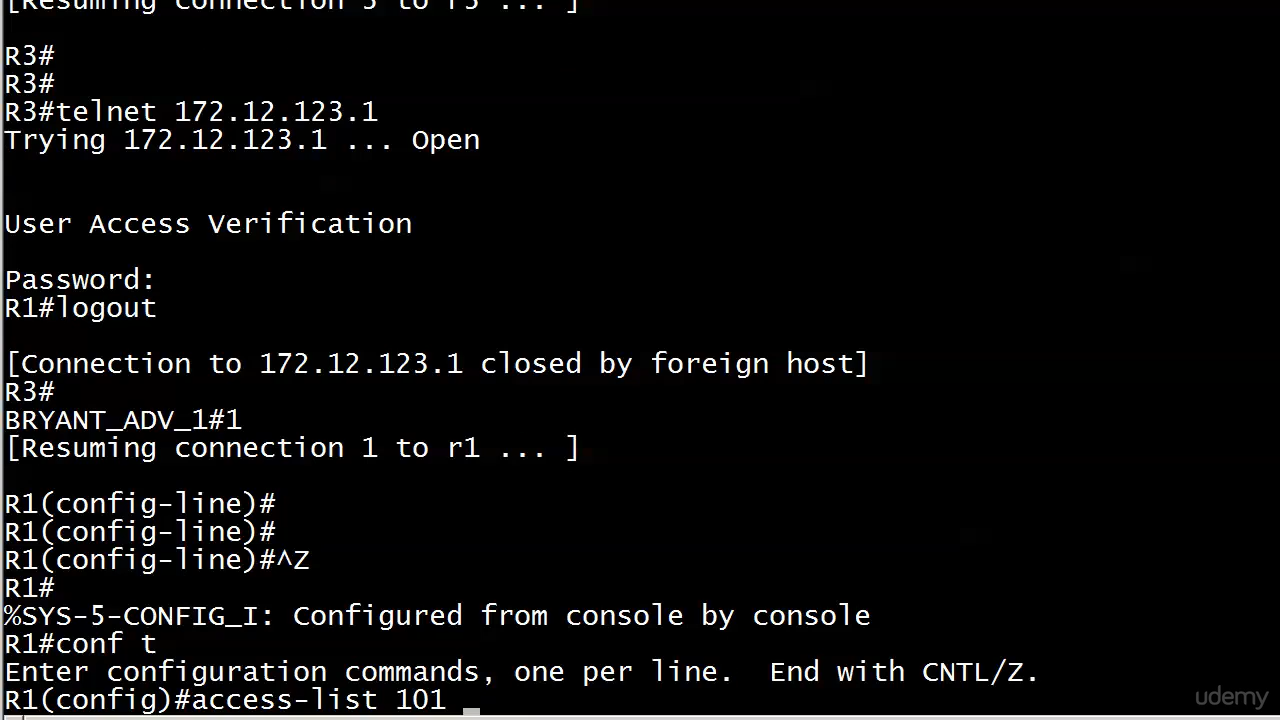 [Resuming connection 3 to r3 ... ]
R3#
R3#
R3#telnet 172.12.123.1
Trying 172.12.123.1 ... Open
User Access Verification
Password:
R1#logout
[Connection to 172.12.123.1 closed by foreign host]
R3#
BRYANT_ADV_1#1
[Resuming connection 1 to r1 ... ]
R1(config-line)#
R1(config-line)#
R1(config-line)#^Z
R1#
%SYS-5-CONFIG_I: Configured from console by console
R1#conf t
Enter configuration commands, one per line.  End with CNTL/Z.
R1(config)#access-list 101
udemy